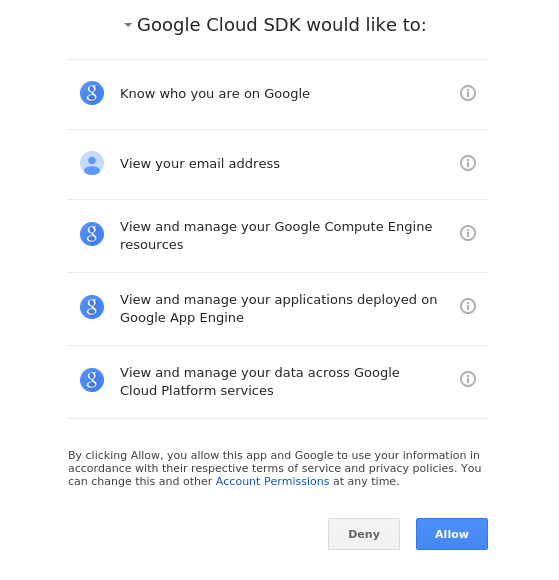 Google Cloud SDK would like to:
Know who you are on Google
View your email address
View and manage your Google Compute Engine
resources
View and manage your applications deployed on
Google App Engine
View and manage your data across Google
Cloud Platform services
By clicking Allow, you allow this app and Google to use your information in
accordance with their respective terms of service and privacy policies. You
can change this and other Account Permissions at any time.
Deny Allow